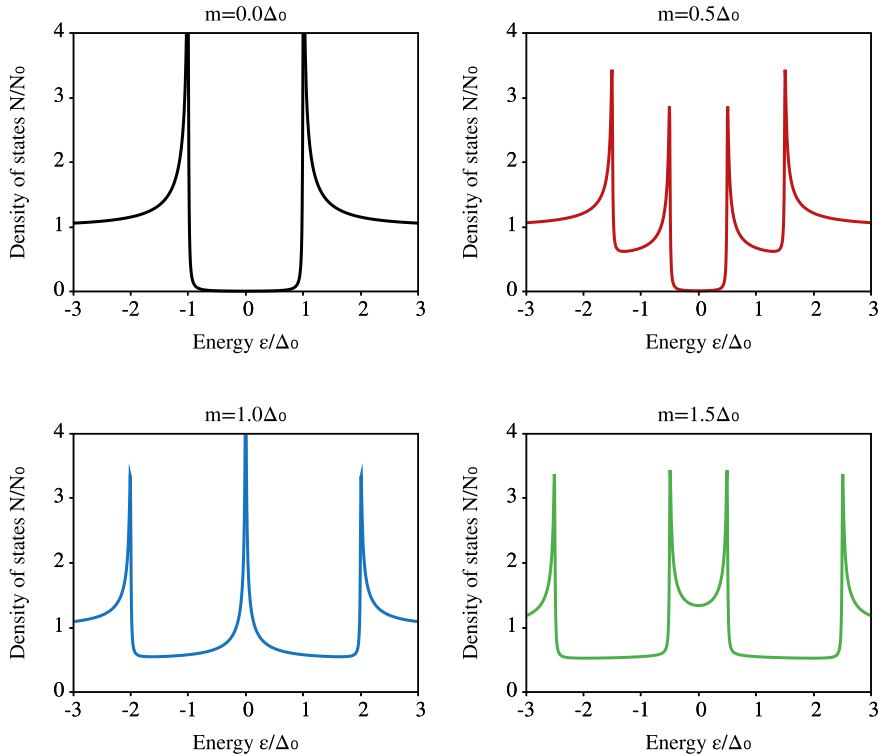 m=0.0Δ₀
m=0.5Δ₀
Density of states N/N₀
4
3
2
1
0
-3 -2 -1 0 1 2 3
Energy ε/Δ₀
Density of states N/N₀
4
3
2
1
0
-3 -2 -1 0 1 2 3
Energy ε/Δ₀
m=1.0Δ₀
m=1.5Δ₀
Density of states N/N₀
4
3
2
1
0
-3 -2 -1 0 1 2 3
Energy ε/Δ₀
Density of states N/N₀
4
3
2
1
0
-3 -2 -1 0 1 2 3
Energy ε/Δ₀